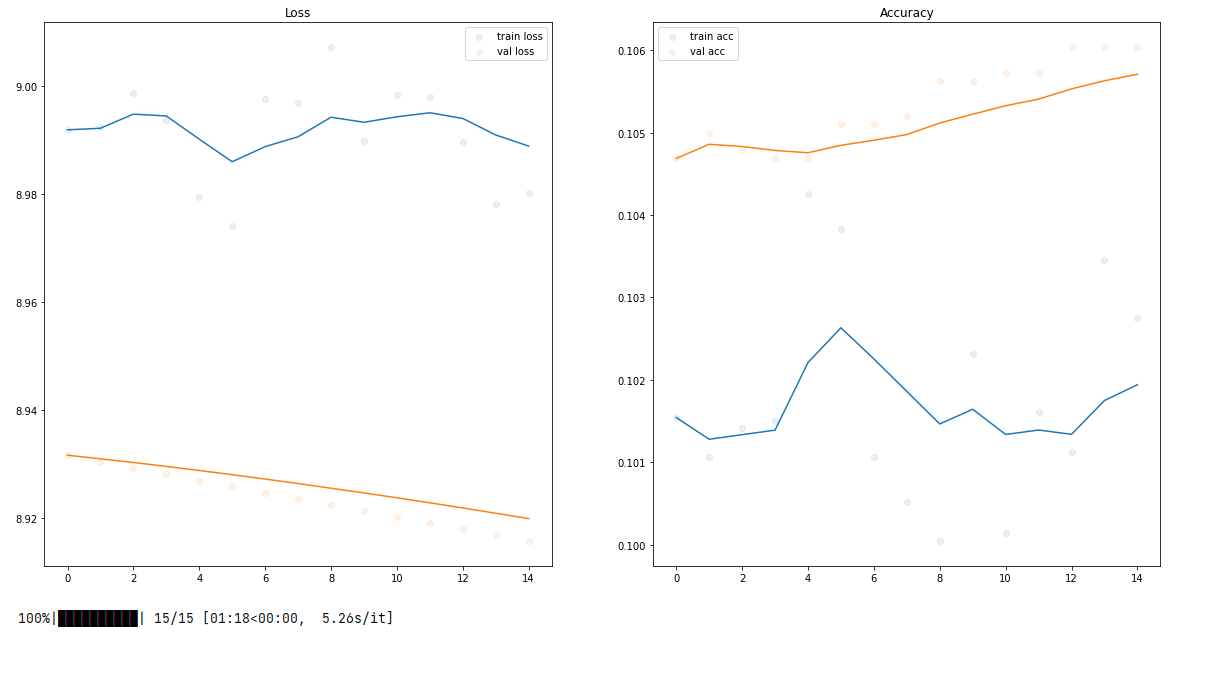 Loss
train loss
val loss
9.00
8.98
8.96
8.94
8.92
0 2 4 6 8 10 12 14
Accuracy
train acc
val acc
0.106
0.105
0.104
0.103
0.102
0.101
0.100
0 2 4 6 8 10 12 14
100%|██████████| 15/15 [01:18<00:00,  5.26s/it]